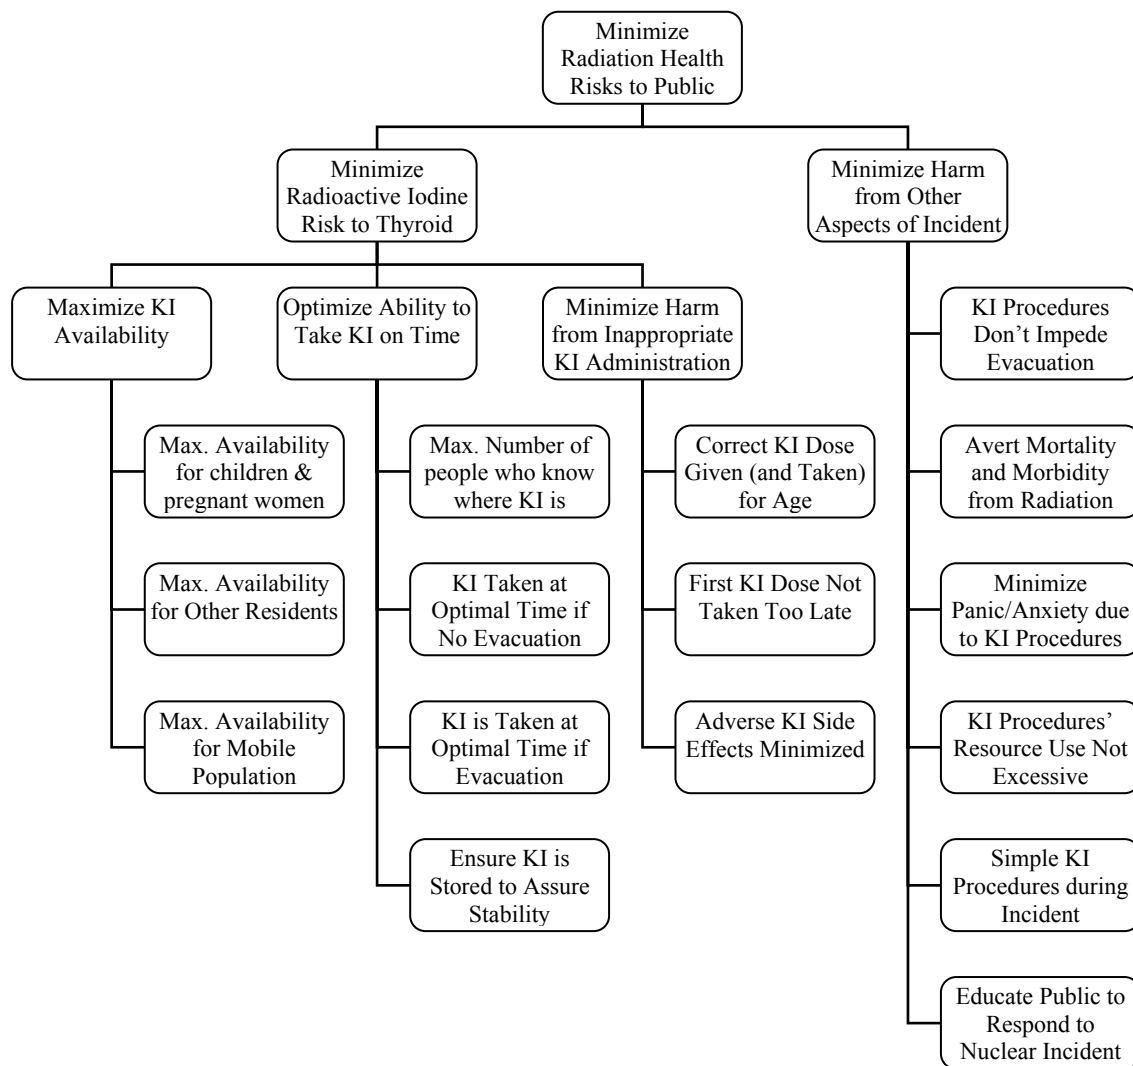 Minimize
Radiation Health
Risks to Public
Minimize
Radioactive Iodine
Risk to Thyroid
Minimize Harm
from Other
Aspects of Incident
Maximize KI
Availability
Optimize Ability to
Take KI on Time
Minimize Harm
from Inappropriate
KI Administration
KI Procedures
Don’t Impede
Evacuation
Max. Availability
for children &
pregnant women
Max. Number of
people who know
where KI is
Correct KI Dose
Given (and Taken)
for Age
Avert Mortality
and Morbidity
from Radiation
Max. Availability
for Other Residents
KI Taken at
Optimal Time if
No Evacuation
First KI Dose Not
Taken Too Late
Minimize
Panic/Anxiety due
to KI Procedures
Max. Availability
for Mobile
Population
KI is Taken at
Optimal Time if
Evacuation
Adverse KI Side
Effects Minimized
KI Procedures’
Resource Use Not
Excessive
Ensure KI is
Stored to Assure
Stability
Simple KI
Procedures during
Incident
Educate Public to
Respond to
Nuclear Incident